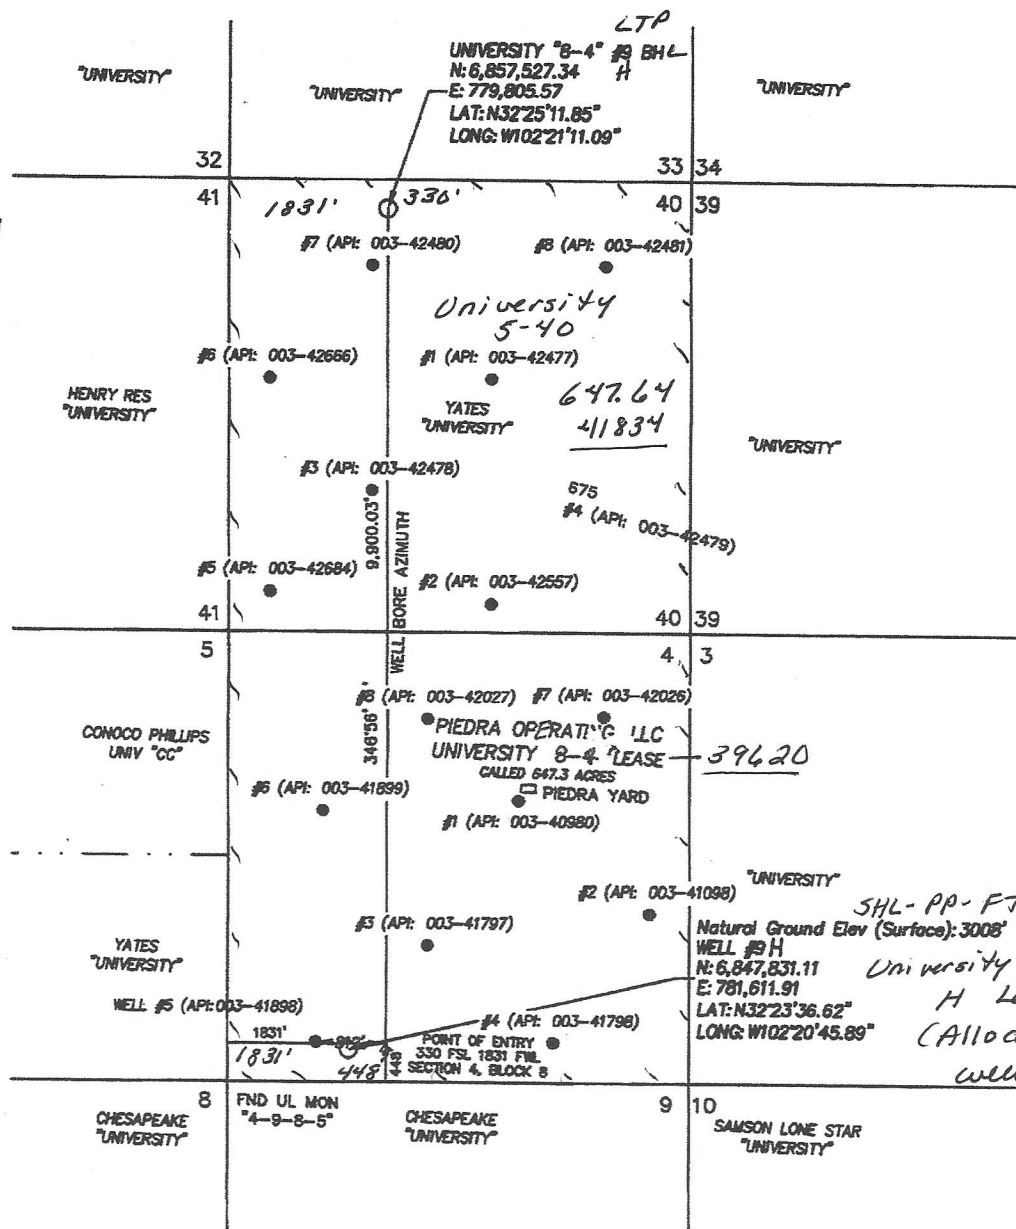 LTP
UNIVERSITY "8-4" #9 BHL
H
N: 6,857,527.34
E: 779,805.57
LAT: N32°25'11.85"
LONG: W102°21'11.09"
"UNIVERSITY"
"UNIVERSITY"
"UNIVERSITY"
32
33 34
41
1831'
330'
40 39
#7 (API: 003-42480)
#8 (API: 003-42481)
University
5-40
#6 (API: 003-42666)
#1 (API: 003-42477)
647.64
41834
HENRY RES
"UNIVERSITY"
YATES
"UNIVERSITY"
"UNIVERSITY"
#3 (API: 003-42478)
675
#4 (API: 003-42479)
9,900.03'
WELL BORE AZIMUTH
346°56'
#5 (API: 003-42684)
#2 (API: 003-42557)
41
40 39
5
4 3
#8 (API: 003-42027)
#7 (API: 003-42026)
CONOCO PHILLIPS
UNIV "CC"
PIEDRA OPERATING LLC
UNIVERSITY 8-4 "LEASE
39620
CALLED 647.3 ACRES
PIEDRA YARD
#6 (API: 003-41899)
#1 (API: 003-40980)
"UNIVERSITY"
#2 (API: 003-41098)
SHL-PP-FT
#3 (API: 003-41797)
Natural Ground Elev (Surface): 3008'
WELL #9 H
N: 6,847,831.11
E: 781,611.91
LAT: N32°23'36.62"
LONG: W102°20'45.89"
University
H
(Alloc
well
YATES
"UNIVERSITY"
WELL #5 (API: 003-41898)
#4 (API: 003-41798)
1831'
1831'
448'
448'
POINT OF ENTRY
330 FSL 1831 FWL
SECTION 4, BLOCK 8
8
FND UL MON
"4-9-8-5"
9 10
CHESAPEAKE
"UNIVERSITY"
CHESAPEAKE
"UNIVERSITY"
SAMSON LONE STAR
"UNIVERSITY"